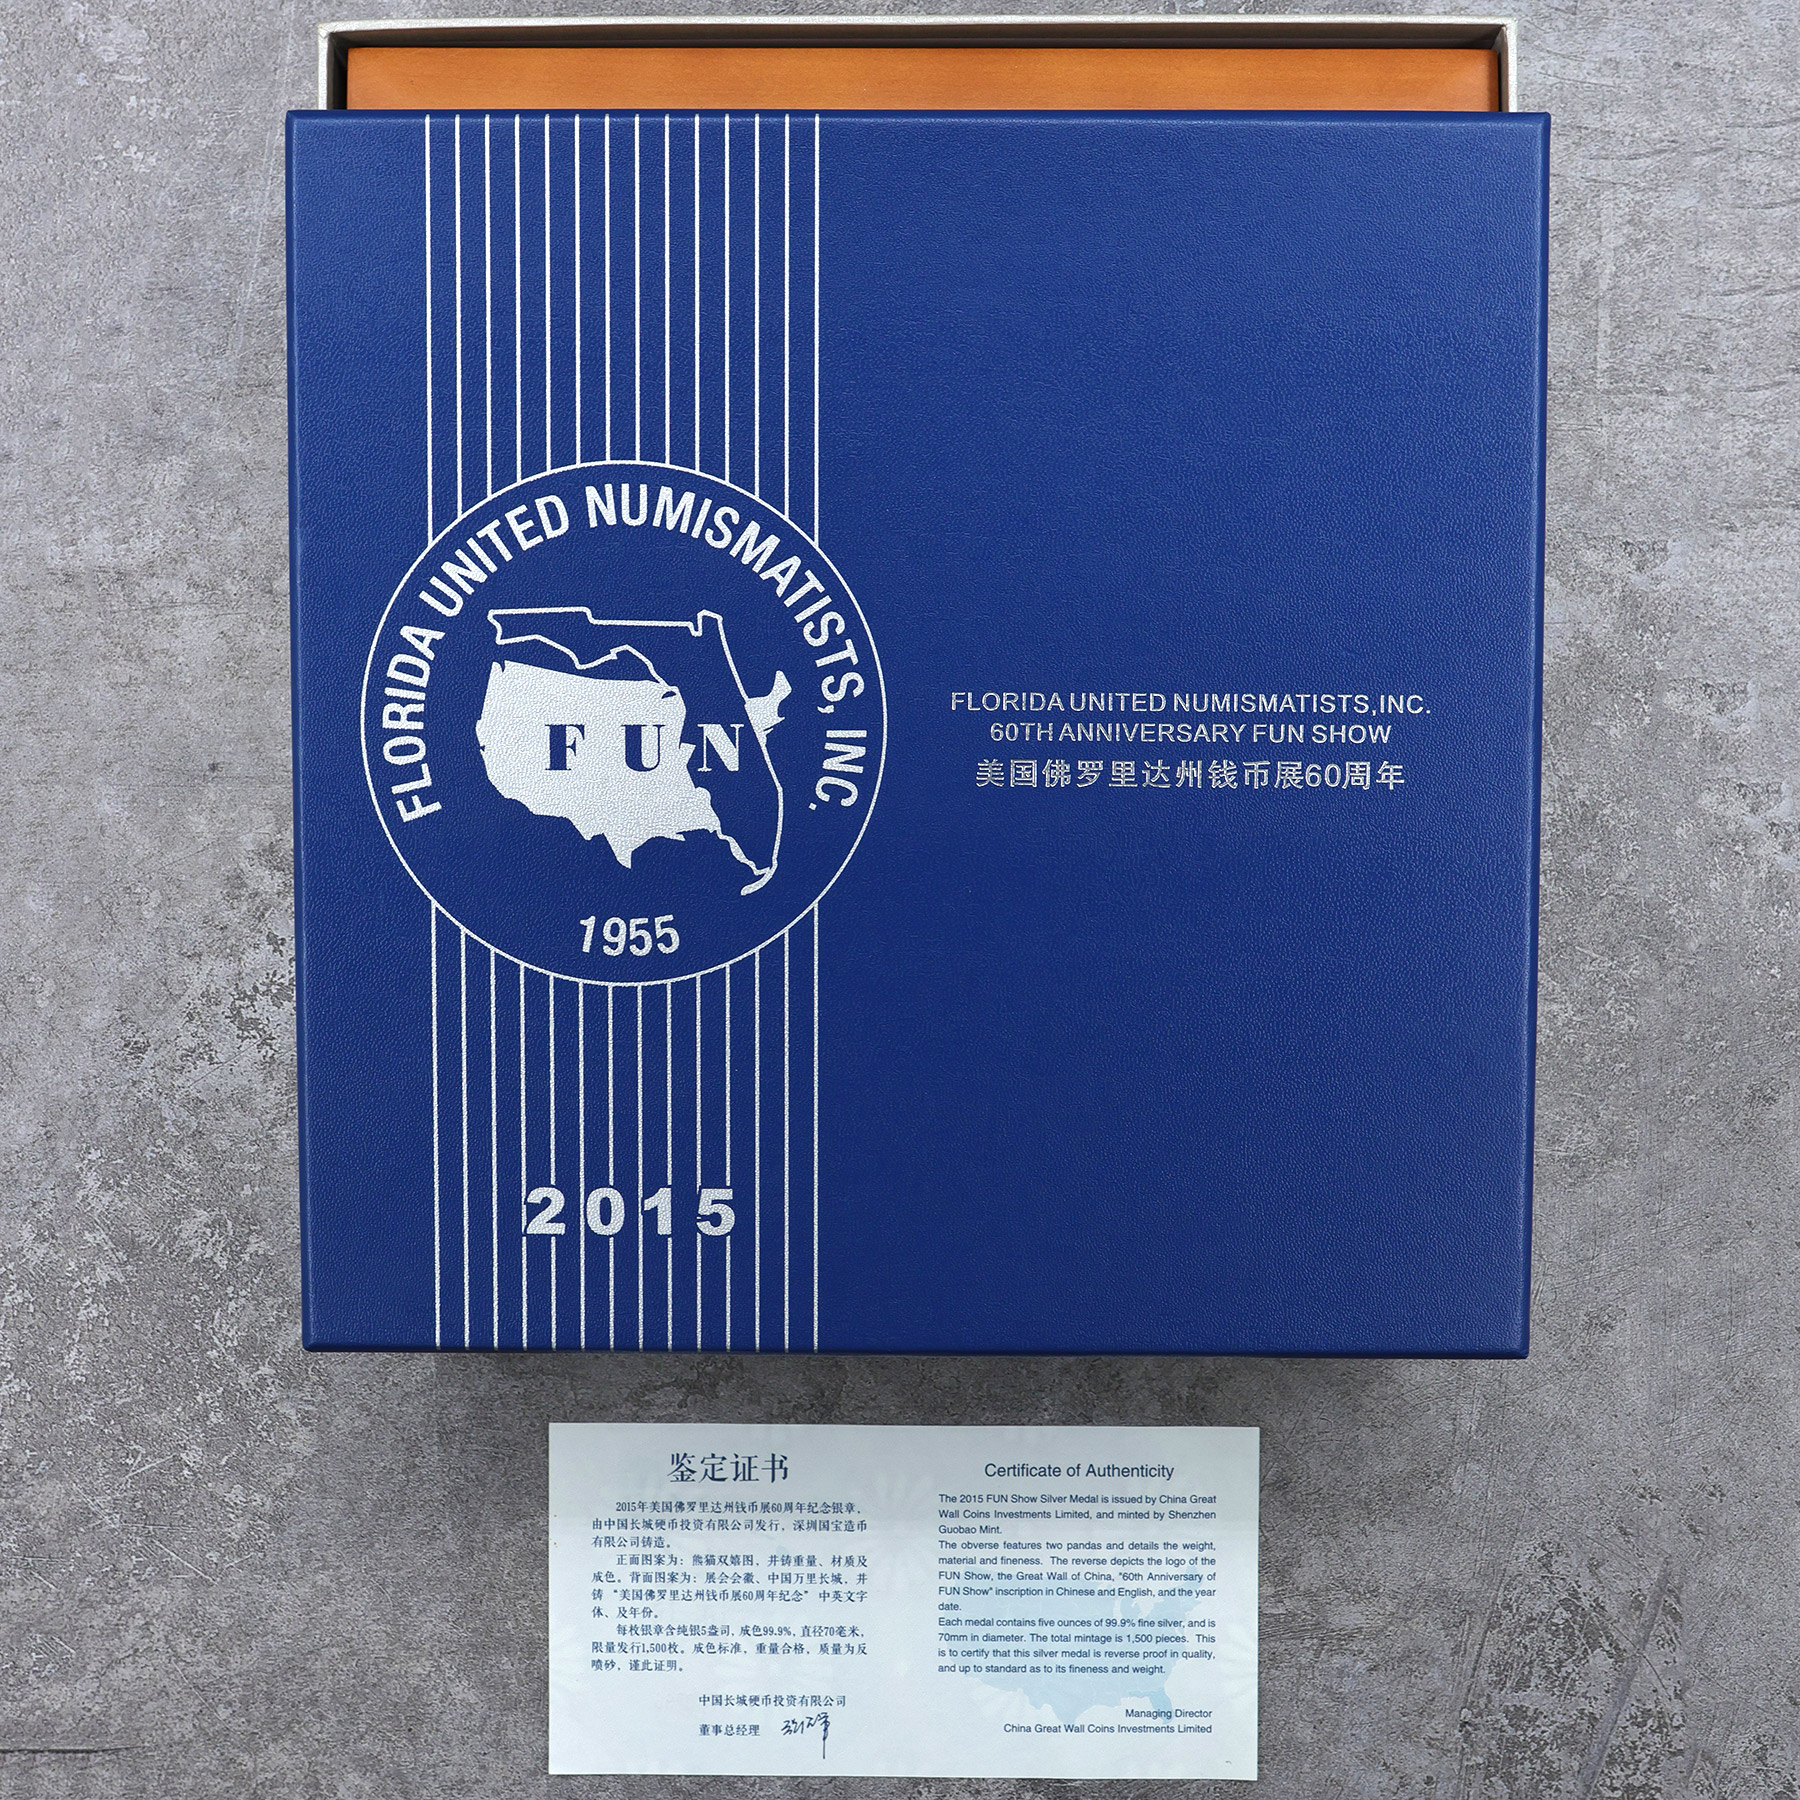 FLORIDA UNITED NUMISMATISTS, INC.
F U N
1955
2015
FLORIDA UNITED NUMISMATISTS,INC.
60TH ANNIVERSARY FUN SHOW
美国佛罗里达州钱币展60周年
鉴定证书
2015年美国佛罗里达州钱币展60周年纪念银章，
由中国长城硬币投资有限公司发行，深圳国宝造币
有限公司铸造。
正面图案为：熊猫双嬉图，并铸重量、材质及
成色。背面图案为：展会会徽、中国万里长城，并
铸“美国佛罗里达州钱币展60周年纪念”中英文字
体、及年份。
每枚银章含纯银5盎司，成色99.9%，直径70毫米，
限量发行1,500枚。成色标准，重量合格，质量为反
喷砂，谨此证明。
中国长城硬币投资有限公司
董事总经理
Certificate of Authenticity
The 2015 FUN Show Silver Medal is issued by China Great
Wall Coins Investments Limited, and minted by Shenzhen
Guobao Mint.
The obverse features two pandas and details the weight,
material and fineness. The reverse depicts the logo of the
FUN Show, the Great Wall of China, "60th Anniversary of
FUN Show" inscription in Chinese and English, and the year
date.
Each medal contains five ounces of 99.9% fine silver, and is
70mm in diameter. The total mintage is 1,500 pieces. This
is to certify that this silver medal is reverse proof in quality,
and up to standard as to its fineness and weight.
Managing Director
China Great Wall Coins Investments Limited